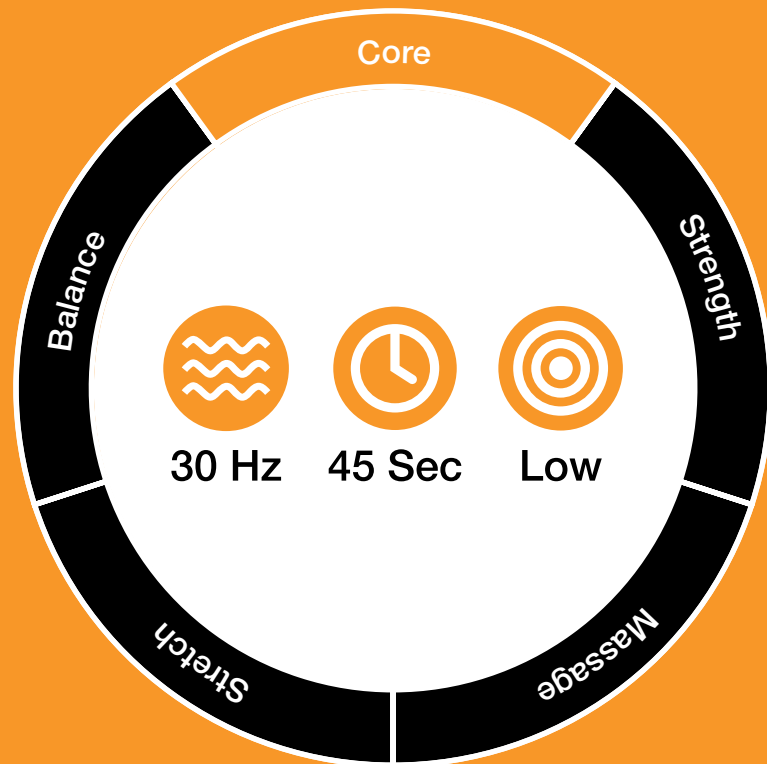 Core
Balance
Strength
30 Hz 45 Sec Low
Stretch
Massage